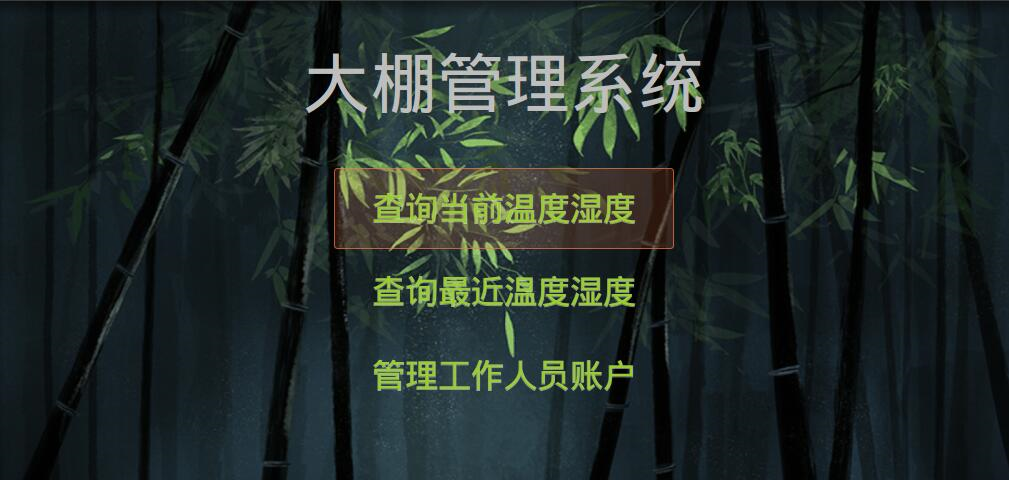 大棚管理系统
查询当前温度湿度
查询最近温度湿度
管理工作人员账户